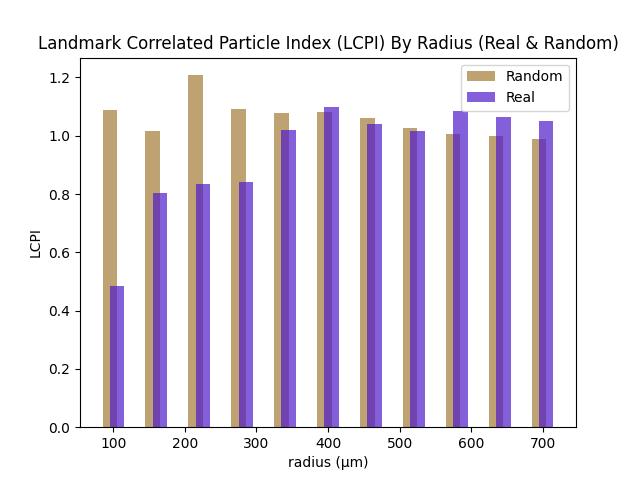 Landmark Correlated Particle Index (LCPI) By Radius (Real & Random)
Random
Real
LCPI
1.2
1.0
0.8
0.6
0.4
0.2
0.0
100 200 300 400 500 600 700
radius (μm)